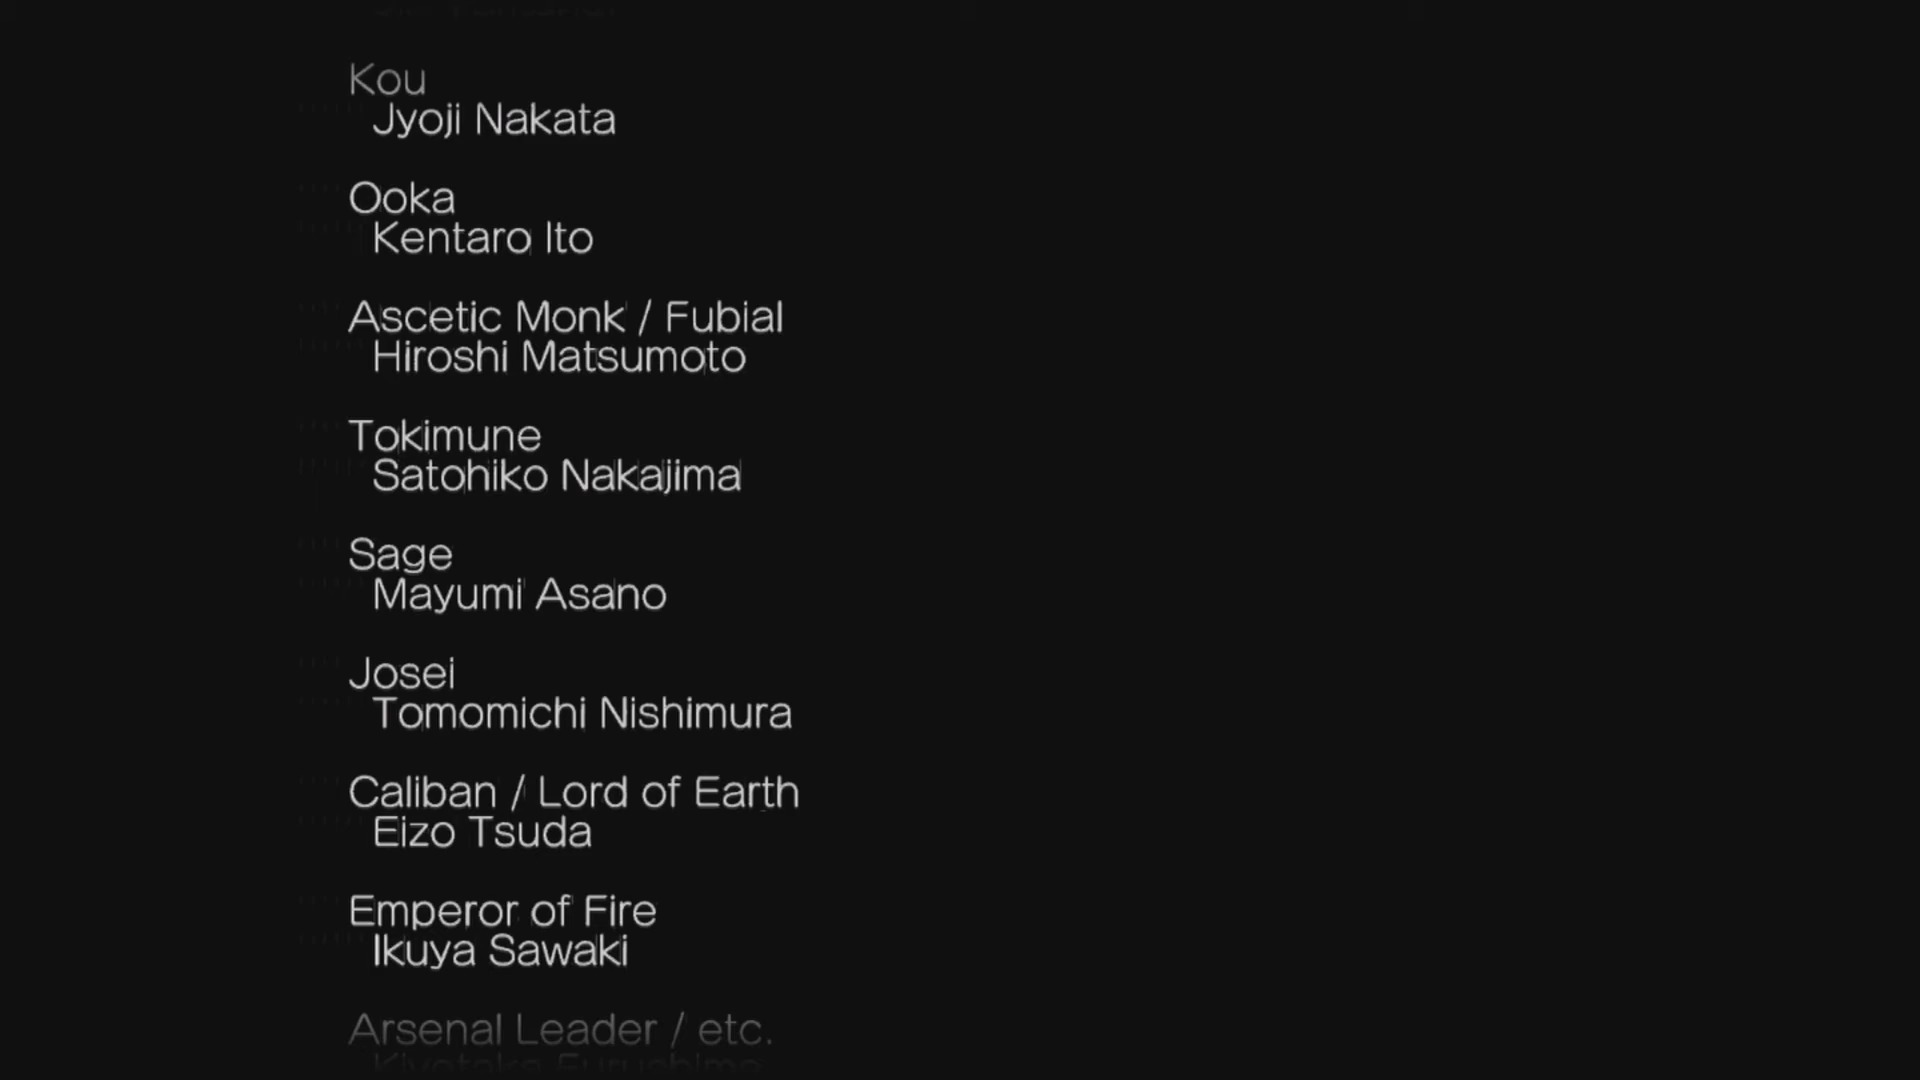 Kou
Jyoji Nakata
Ooka
Kentaro Ito
Ascetic Monk / Fubial
Hiroshi Matsumoto
Tokimune
Satohiko Nakajima
Sage
Mayumi Asano
Josei
Tomomichi Nishimura
Caliban / Lord of Earth
Eizo Tsuda
Emperor of Fire
Ikuya Sawaki
Arsenal Leader / etc.